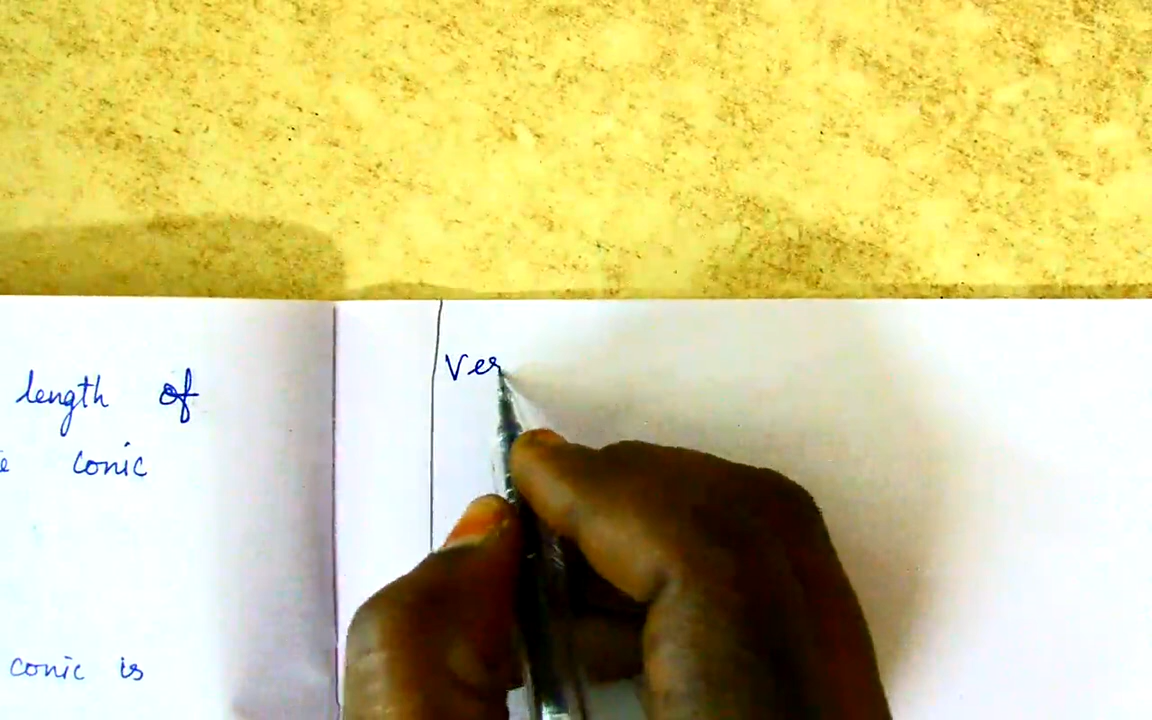 length of
conic
conic is
Ver